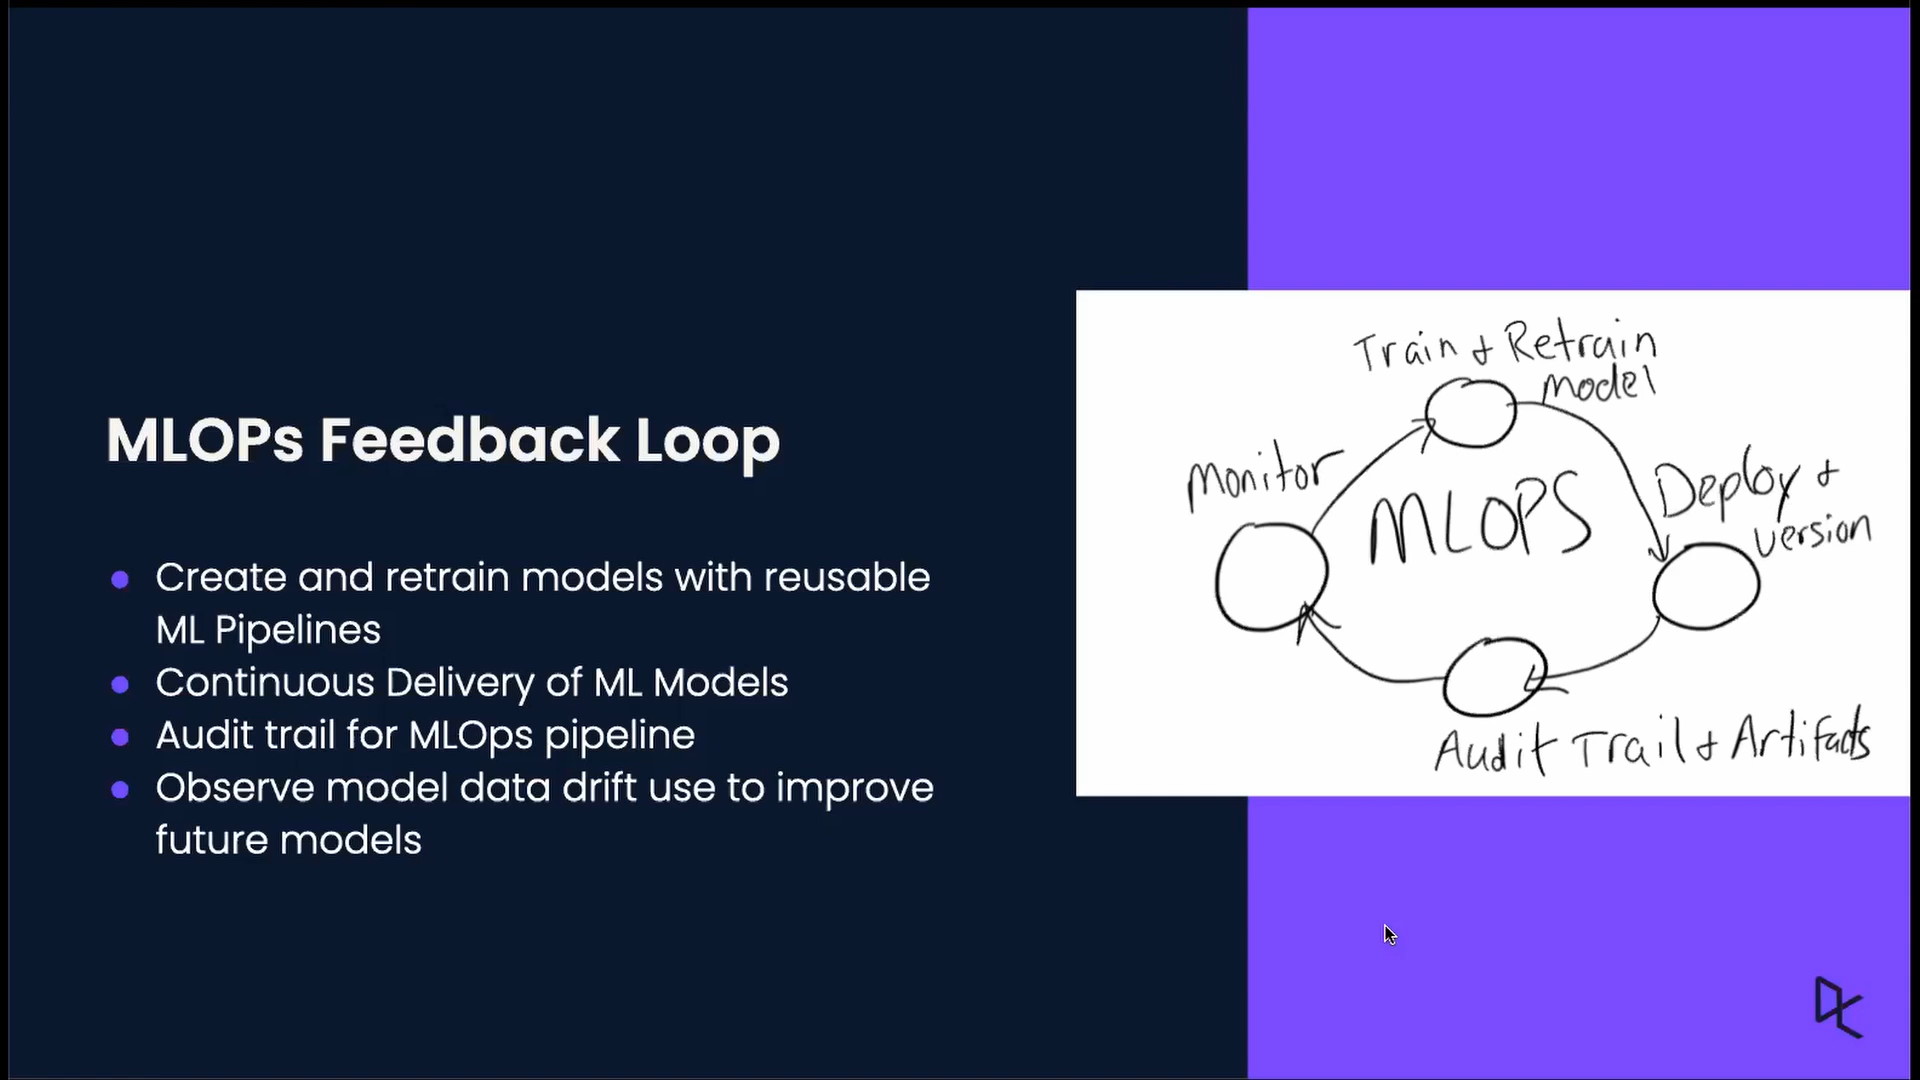 MLOPs Feedback Loop
Create and retrain models with reusable
ML Pipelines
Continuous Delivery of ML Models
Audit trail for MLOps pipeline
Observe model data drift use to improve
future models
Train + Retrain
Model
Monitor
MLOPS
Deploy +
version
Audit Trail + Artifacts